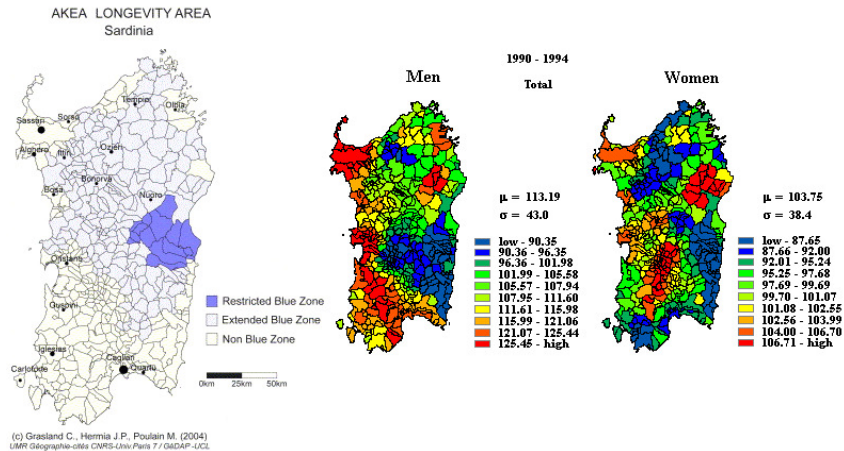 AKEA LONGEVITY AREA
Sardinia
Tempio
Olbia
Sorso
Sassari
Alghero
Ittiri
Ozieri
Bonorva
Bosa
Nuoro
Oristano
Guspini
Iglesias
Cagliari
Quartu
Carloforte
Restricted Blue Zone
Extended Blue Zone
Non Blue Zone
0km 25km 50km
(c) Grasland C., Hermia J.P., Poulain M. (2004)
UMR Géographie-cités CNRS-Univ.Paris 7 / GéDAP -UCL
1990 - 1994
Men
Total
Women
μ = 113.19
σ = 43.0
low - 90.35
90.36 - 96.35
96.36 - 101.98
101.99 - 105.58
105.57 - 107.94
107.95 - 111.60
111.61 - 115.98
115.99 - 121.06
121.07 - 125.44
125.45 - high
μ = 103.75
σ = 38.4
low - 87.65
87.66 - 92.00
92.01 - 95.24
95.25 - 97.68
97.69 - 99.69
99.70 - 101.07
101.08 - 102.55
102.56 - 103.99
104.00 - 106.70
106.71 - high